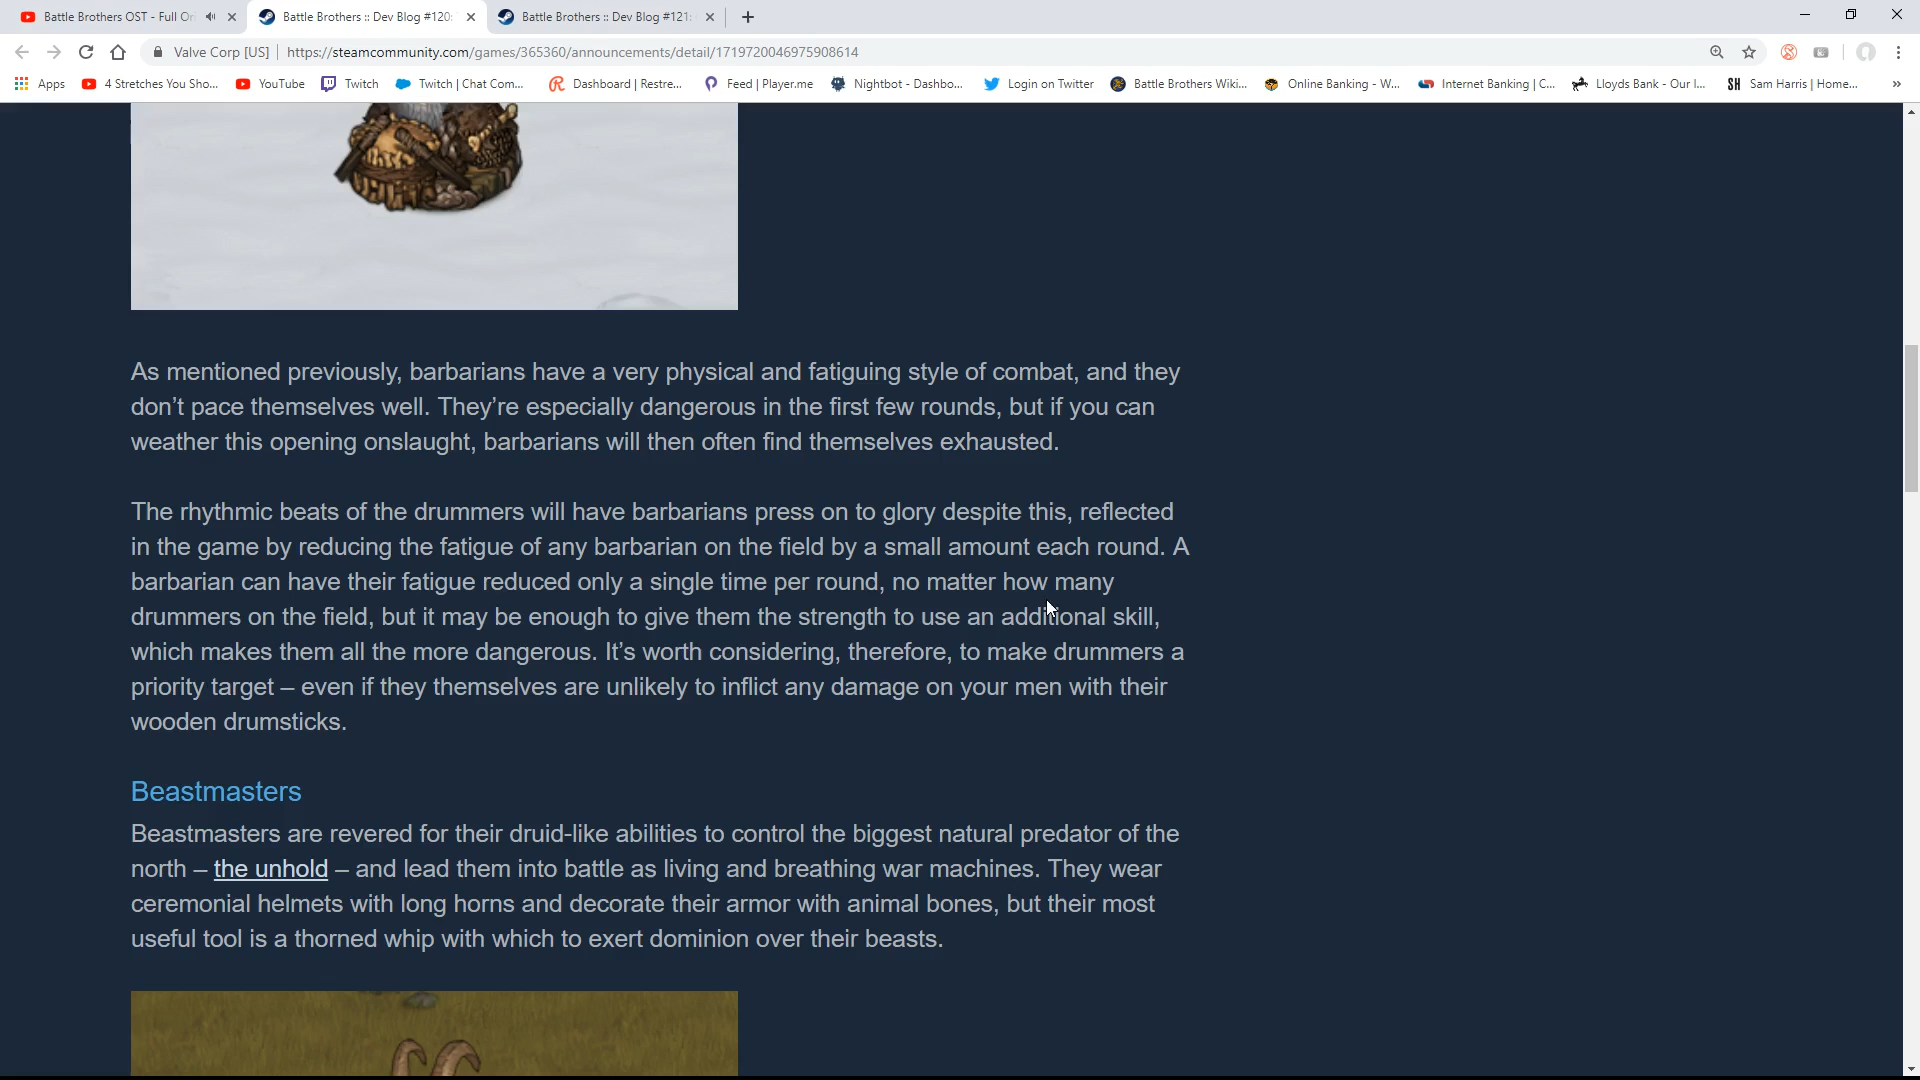 Battle Brothers OST - Full Or
Battle Brothers :: Dev Blog #120:
Battle Brothers :: Dev Blog #121:
Valve Corp [US] | https://steamcommunity.com/games/365360/announcements/detail/1719720046975908614
Apps
4 Stretches You Sho...
YouTube
Twitch
Twitch | Chat Com...
Dashboard | Restre...
Feed | Player.me
Nightbot - Dashbo...
Login on Twitter
Battle Brothers Wiki...
Online Banking - W...
Internet Banking | C...
Lloyds Bank - Our I...
SH Sam Harris | Home...
»
As mentioned previously, barbarians have a very physical and fatiguing style of combat, and they
don’t pace themselves well. They’re especially dangerous in the first few rounds, but if you can
weather this opening onslaught, barbarians will then often find themselves exhausted.
The rhythmic beats of the drummers will have barbarians press on to glory despite this, reflected
in the game by reducing the fatigue of any barbarian on the field by a small amount each round. A
barbarian can have their fatigue reduced only a single time per round, no matter how many
drummers on the field, but it may be enough to give them the strength to use an additional skill,
which makes them all the more dangerous. It’s worth considering, therefore, to make drummers a
priority target – even if they themselves are unlikely to inflict any damage on your men with their
wooden drumsticks.
Beastmasters
Beastmasters are revered for their druid-like abilities to control the biggest natural predator of the
north – the unhold – and lead them into battle as living and breathing war machines. They wear
ceremonial helmets with long horns and decorate their armor with animal bones, but their most
useful tool is a thorned whip with which to exert dominion over their beasts.